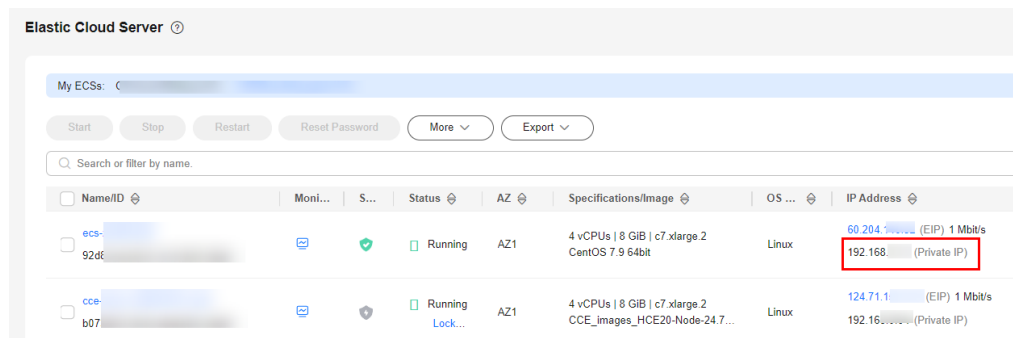 Elastic Cloud Server ?
My ECSs:
Start Stop Restart Reset Password More Export
Search or filter by name.
Name/ID Moni... S... Status AZ Specifications/Image OS ... IP Address
ecs- 60.204. (EIP) 1 Mbit/s
Running AZ1 4 vCPUs | 8 GiB | c7.xlarge.2 Linux
92d8 CentOS 7.9 64bit 192.168. (Private IP)
cce- Running 4 vCPUs | 8 GiB | c7.xlarge.2 124.71.1 (EIP) 1 Mbit/s
AZ1 Linux
b07 Lock... CCE_images_HCE20-Node-24.7... 192.16 (Private IP)